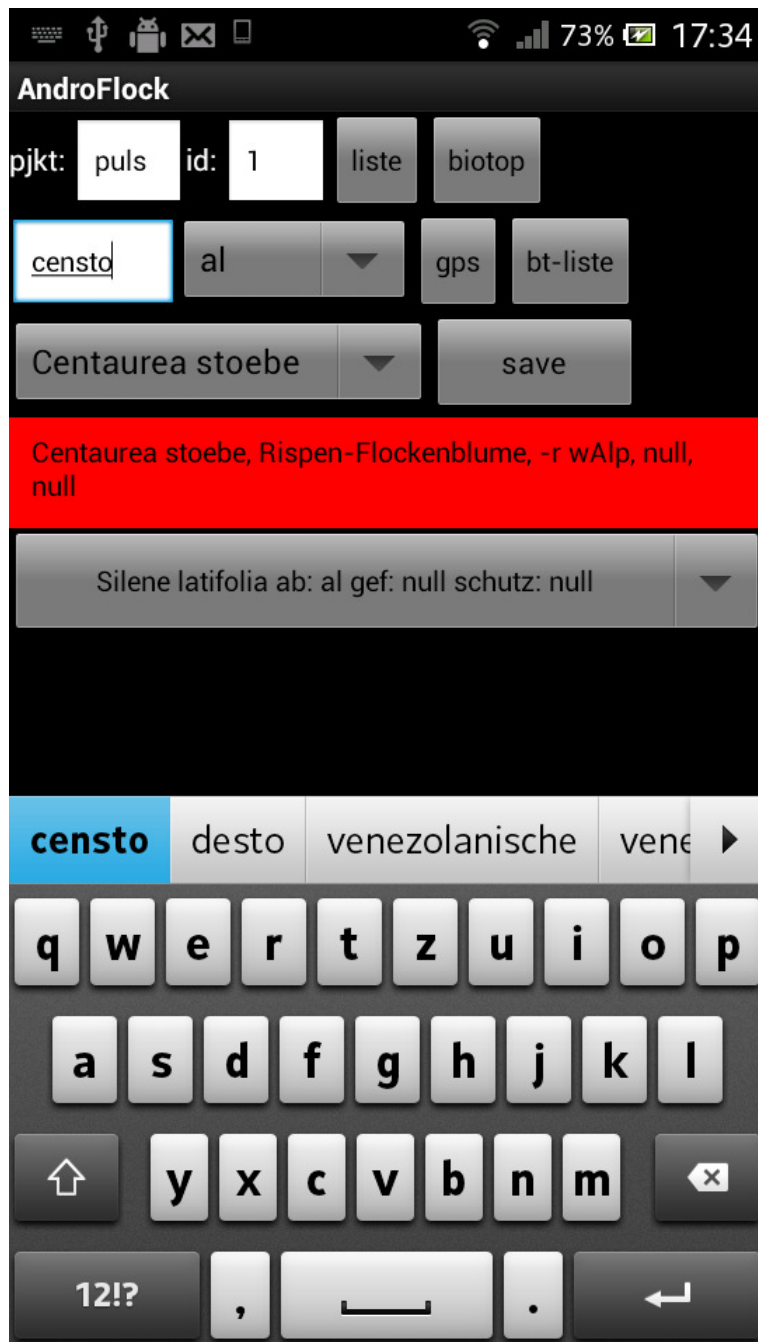 73% 17:34
AndroFlock
pjkt: puls id: 1 liste biotop
censto al gps bt-liste
Centaurea stoebe save
Centaurea stoebe, Rispen-Flockenblume, -r wAlp, null,
null
Silene latifolia ab: al gef: null schutz: null
censto desto venezolanische vene
q w e r t z u i o p
a s d f g h j k l
y x c v b n m
12!? , .